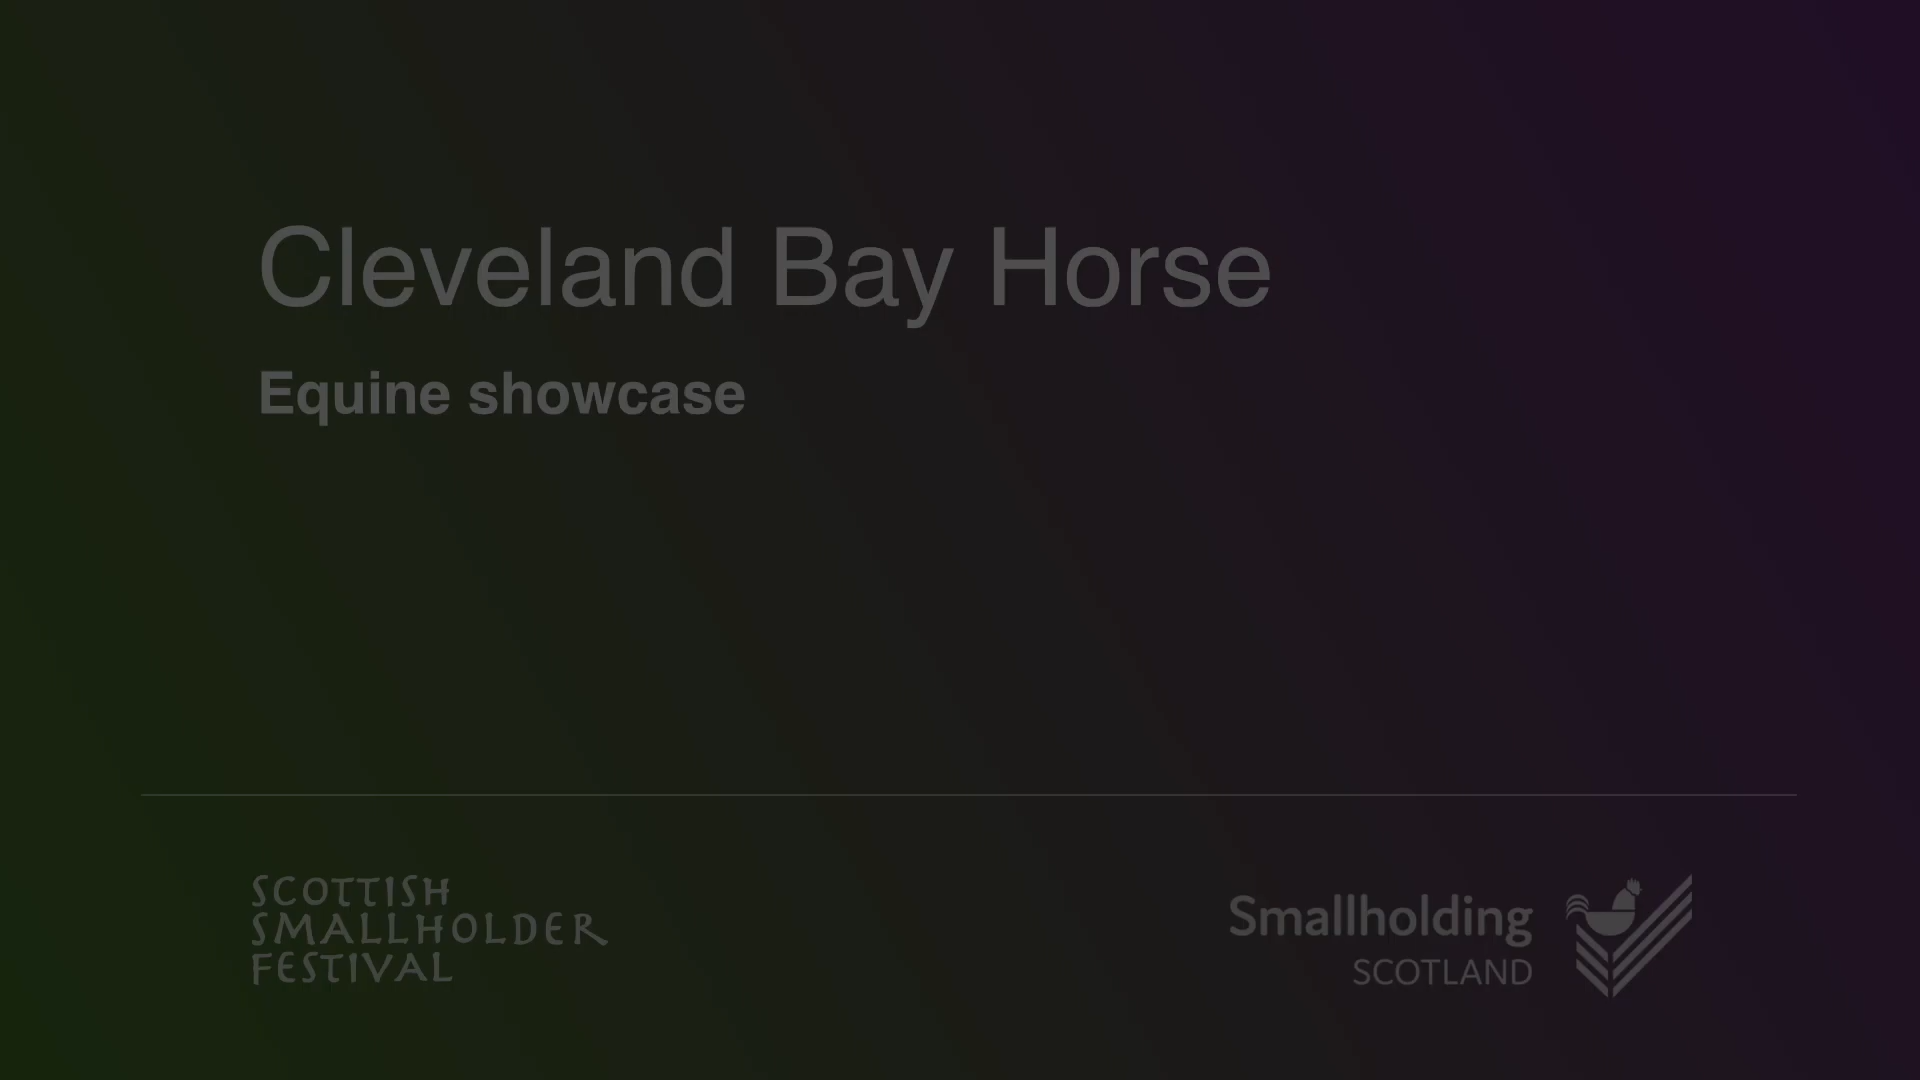 Cleveland Bay Horse
Equine showcase
SCOTTISH
SMALLHOLDER
FESTIVAL
Smallholding
SCOTLAND